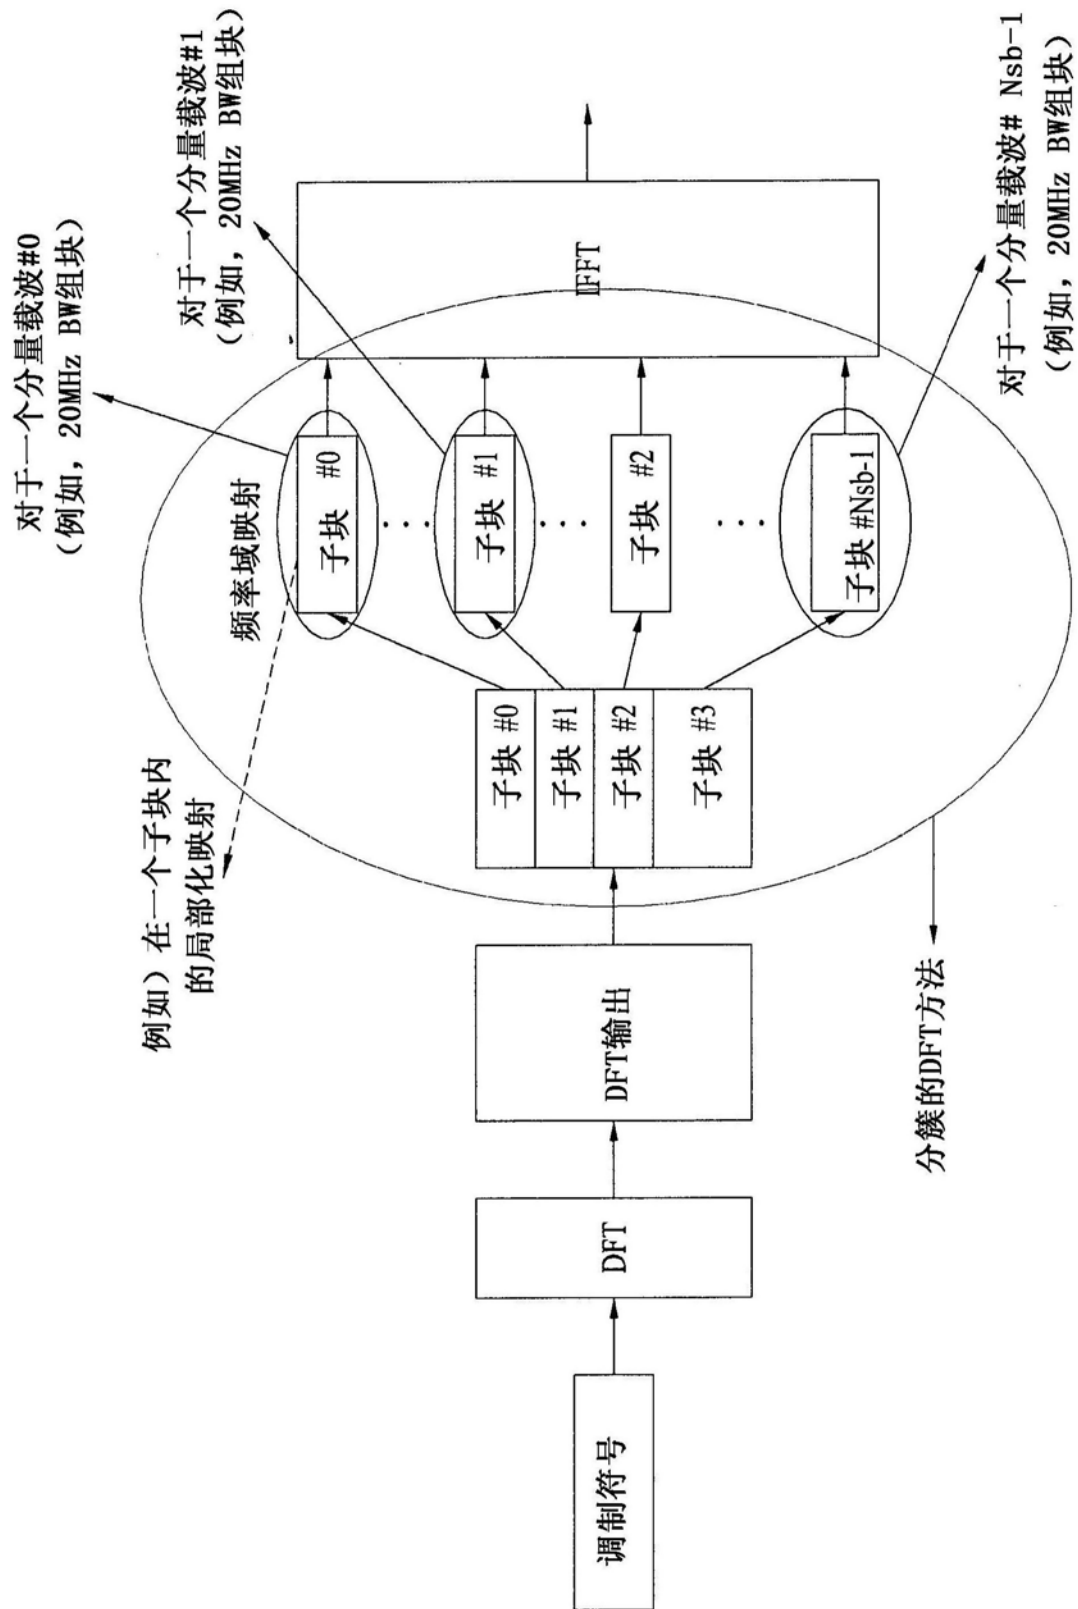 对于一个分量载波#0
(例如, 20MHz BW组块)
对于一个分量载波#1
(例如, 20MHz BW组块)
对于一个分量载波# Nsb-1
(例如, 20MHz BW组块)
例如) 在一个子块内
的局部化映射
频率域映射
调制符号
DFT
DFT输出
子块 #0
子块 #1
子块 #2
子块 #3
子块 #0
子块 #1
子块 #2
子块 #Nsb-1
IFFT
分簇的DFT方法